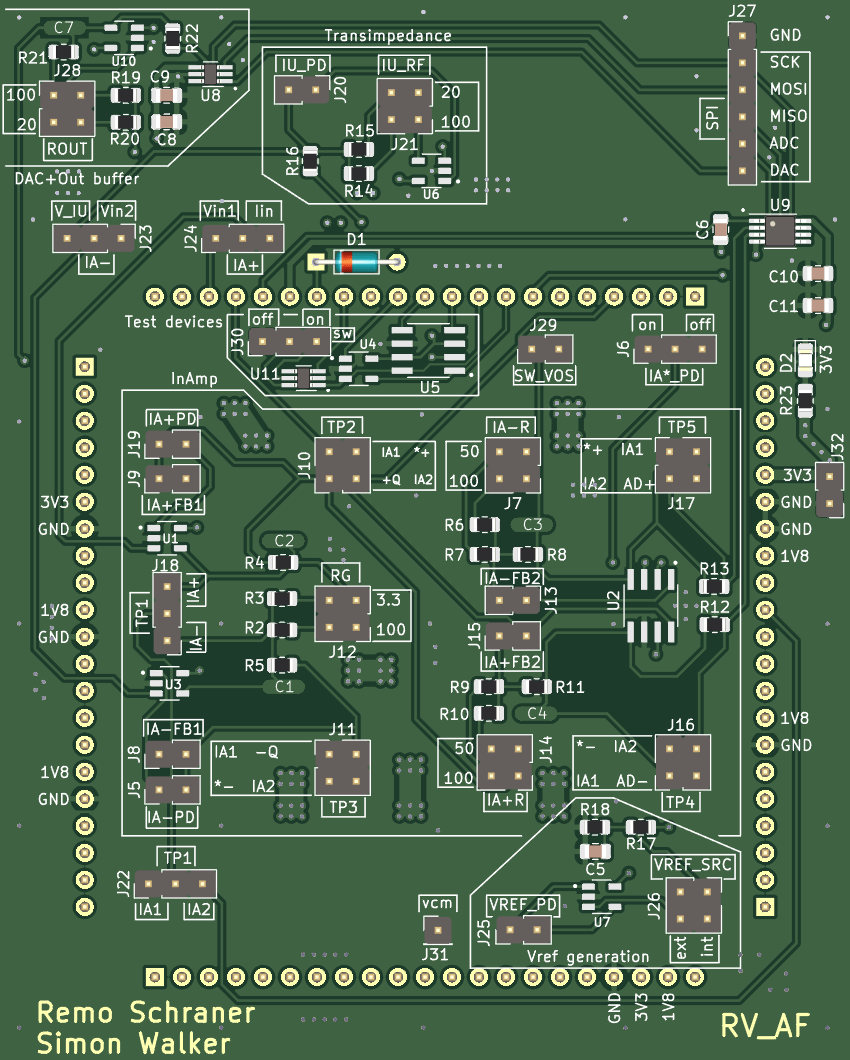 C7
R21
U10
R22
J28
R19
C9
U8
100
20
R20
C8
ROUT
DAC+Out buffer
Transimpedance
IU_PD
J20
IU_RF
20
100
J21
R15
R16
R14
U6
J27
GND
SCK
MOSI
MISO
ADC
DAC
SPI
V_IU
Vin2
J23
IA-
Vin1
Iin
J24
IA+
D1
C6
U9
C10
C11
Test devices
off
on
J30
sw
U4
U11
U5
J29
SW_VOS
on
off
J6
IA*_PD
D2
3V3
R23
InAmp
IA+PD
J19
J9
IA+FB1
TP2
J10
IA1 *+
+Q IA2
IA-R
50
100
J7
TP5
*+ IA1
IA2 AD+
J17
J32
3V3
GND
3V3
GND
GND
1V8
U1
C2
R4
R6
C3
R7
R8
J18
IA+
TP1
IA-
RG
R3
3.3
R2
100
J12
IA-FB2
J13
J15
IA+FB2
U2
R13
R12
1V8
GND
U3
R5
C1
R9
R11
R10
C4
1V8
GND
IA-FB1
J8
J5
IA-PD
J11
IA1 -Q
*- IA2
TP3
50
100
J14
IA+R
J16
*- IA2
IA1 AD-
TP4
1V8
GND
R18
R17
C5
VREF_SRC
U7
J26
ext
int
VREF_PD
J25
Vref generation
TP1
J22
IA1
IA2
vcm
J31
GND
3V3
1V8
Remo Schraner
Simon Walker
RV_AF